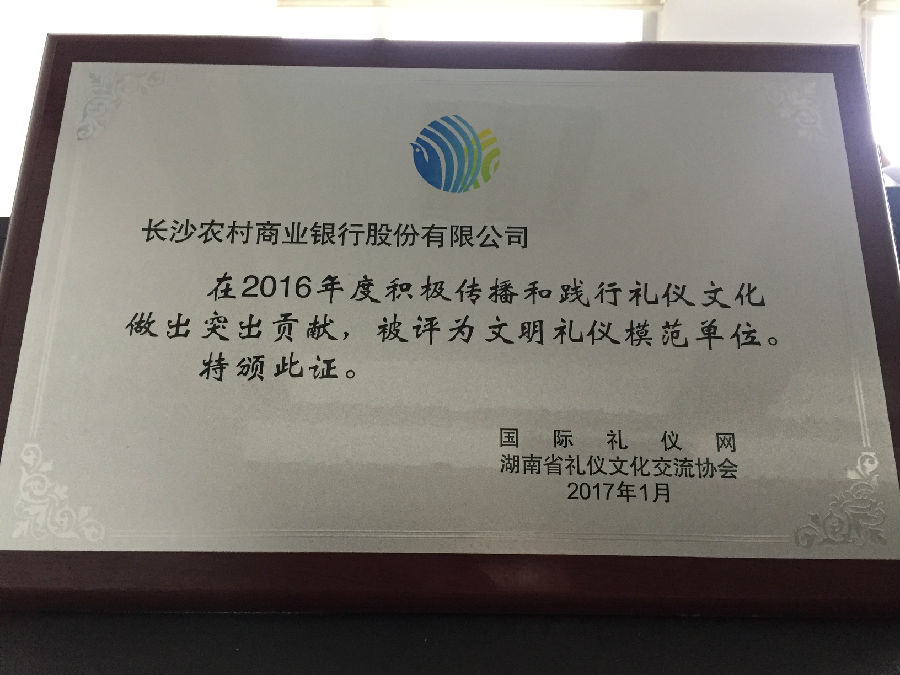 长沙农村商业银行股份有限公司
在2016年度积极传播和践行礼仪文化
做出突出贡献，被评为文明礼仪模范单位。
特颁此证。
国际礼仪网
湖南省礼仪文化交流协会
2017年1月